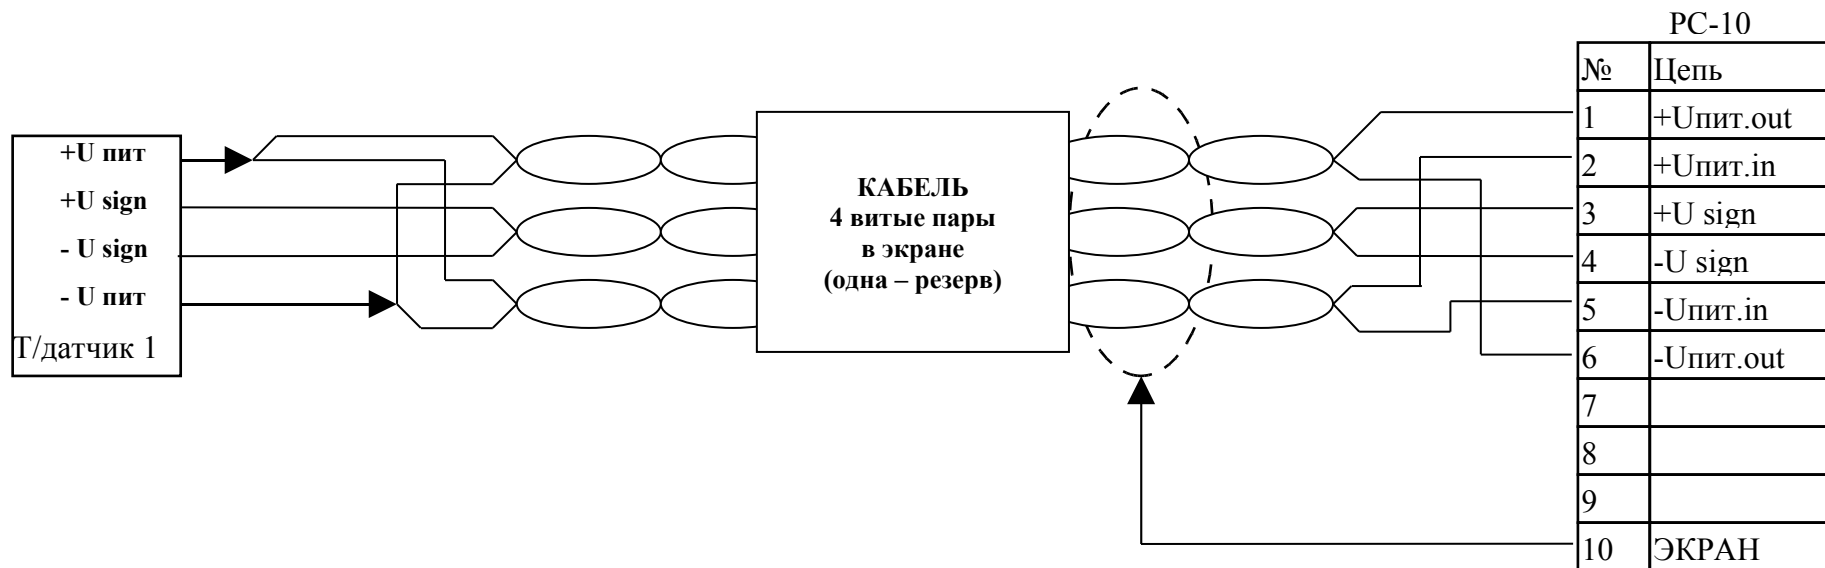 +U пит
+U sign
- U sign
- U пит
Т/датчик 1
КАБЕЛЬ
4 витые пары
в экране
(одна – резерв)
РС-10
№ Цепь
1 +Uпит.out
2 +Uпит.in
3 +U sign
4 -U sign
5 -Uпит.in
6 -Uпит.out
7
8
9
10 ЭКРАН